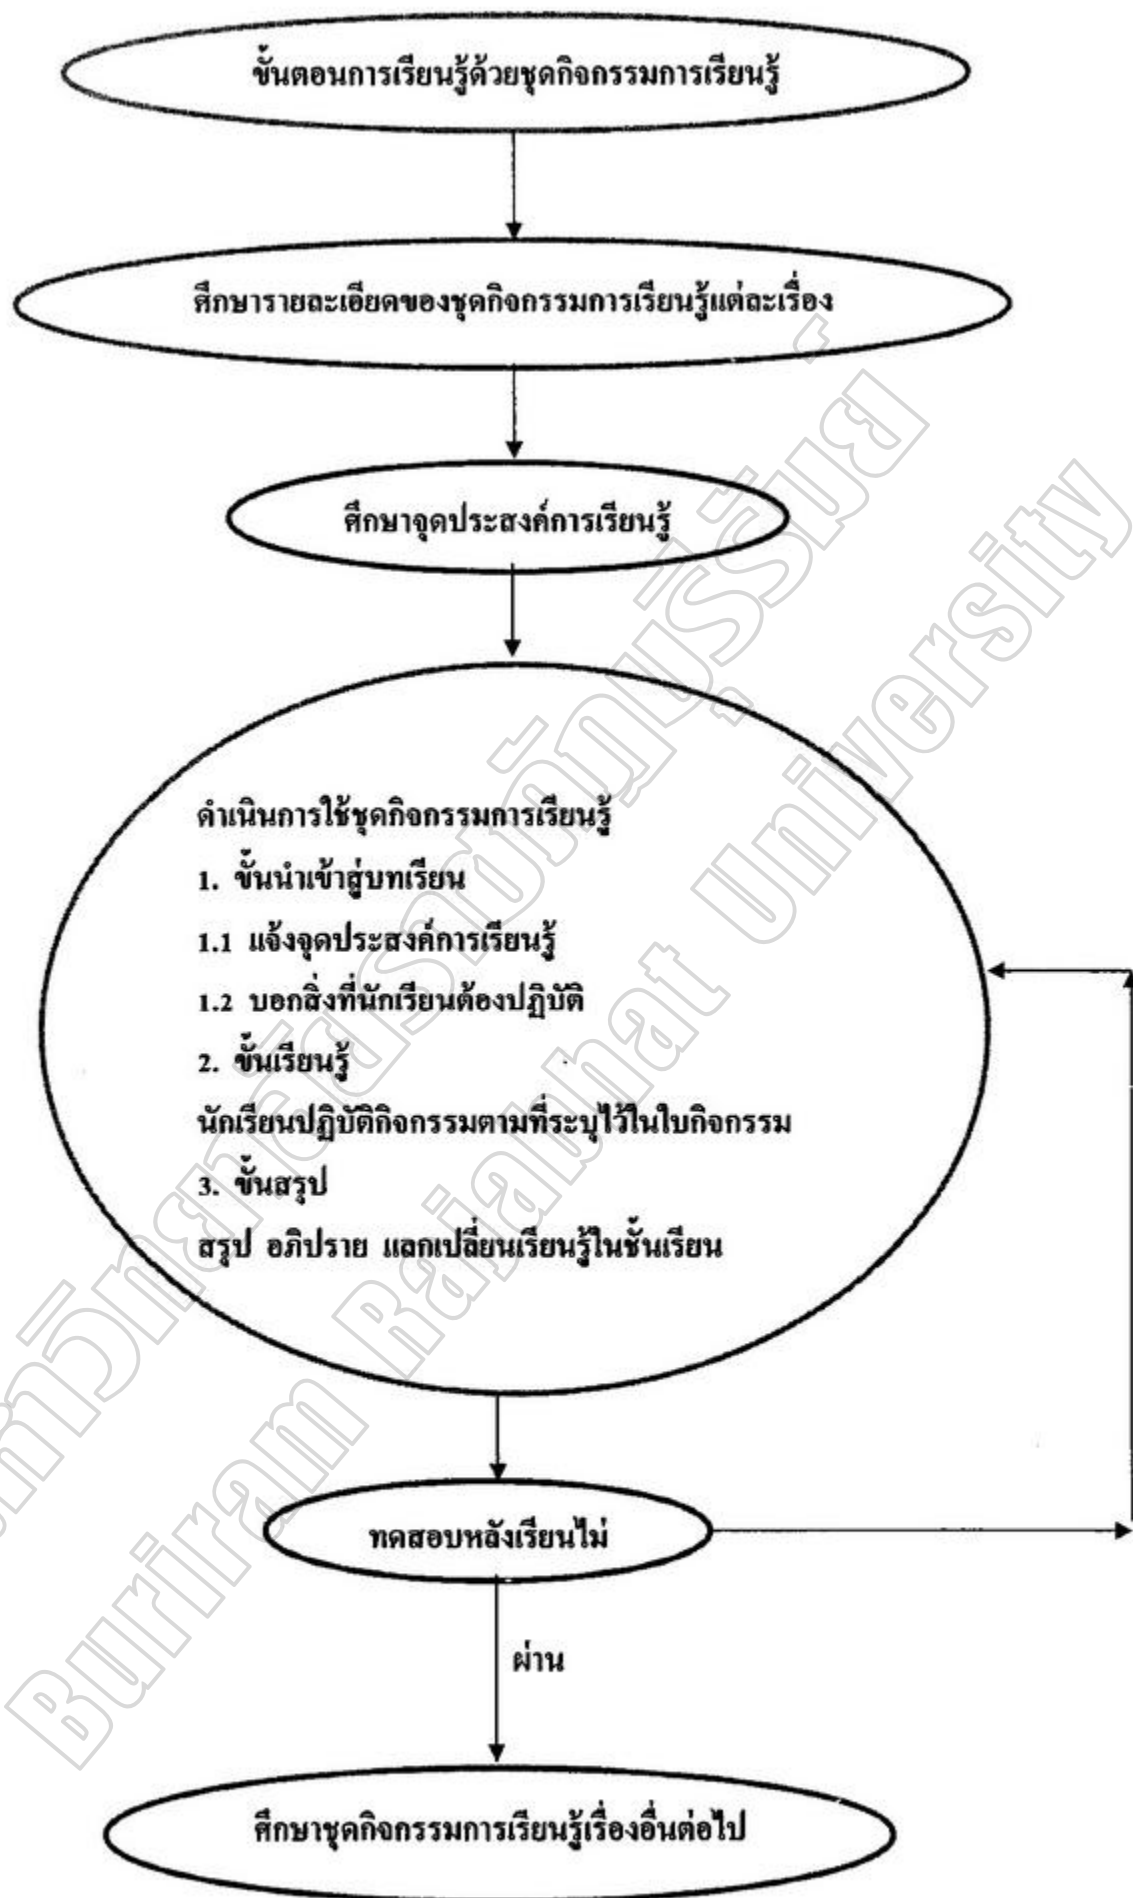 ขั้นตอนการเรียนรู้ด้วยชุดกิจกรรมการเรียนรู้
ศึกษารายละเอียดของชุดกิจกรรมการเรียนรู้แต่ละเรื่อง
ศึกษาจุดประสงค์การเรียนรู้
ดำเนินการใช้ชุดกิจกรรมการเรียนรู้
1. ขั้นนำเข้าสู่บทเรียน
1.1 แจ้งจุดประสงค์การเรียนรู้
1.2 บอกสิ่งที่นักเรียนต้องปฏิบัติ
2. ขั้นเรียนรู้
นักเรียนปฏิบัติกิจกรรมตามที่ระบุไว้ในใบกิจกรรม
3. ขั้นสรุป
สรุป อภิปราย แลกเปลี่ยนเรียนรู้ในชั้นเรียน
ทดสอบหลังเรียนไม่
ผ่าน
ศึกษาชุดกิจกรรมการเรียนรู้เรื่องอื่นต่อไป
Buriram Rajabhat University